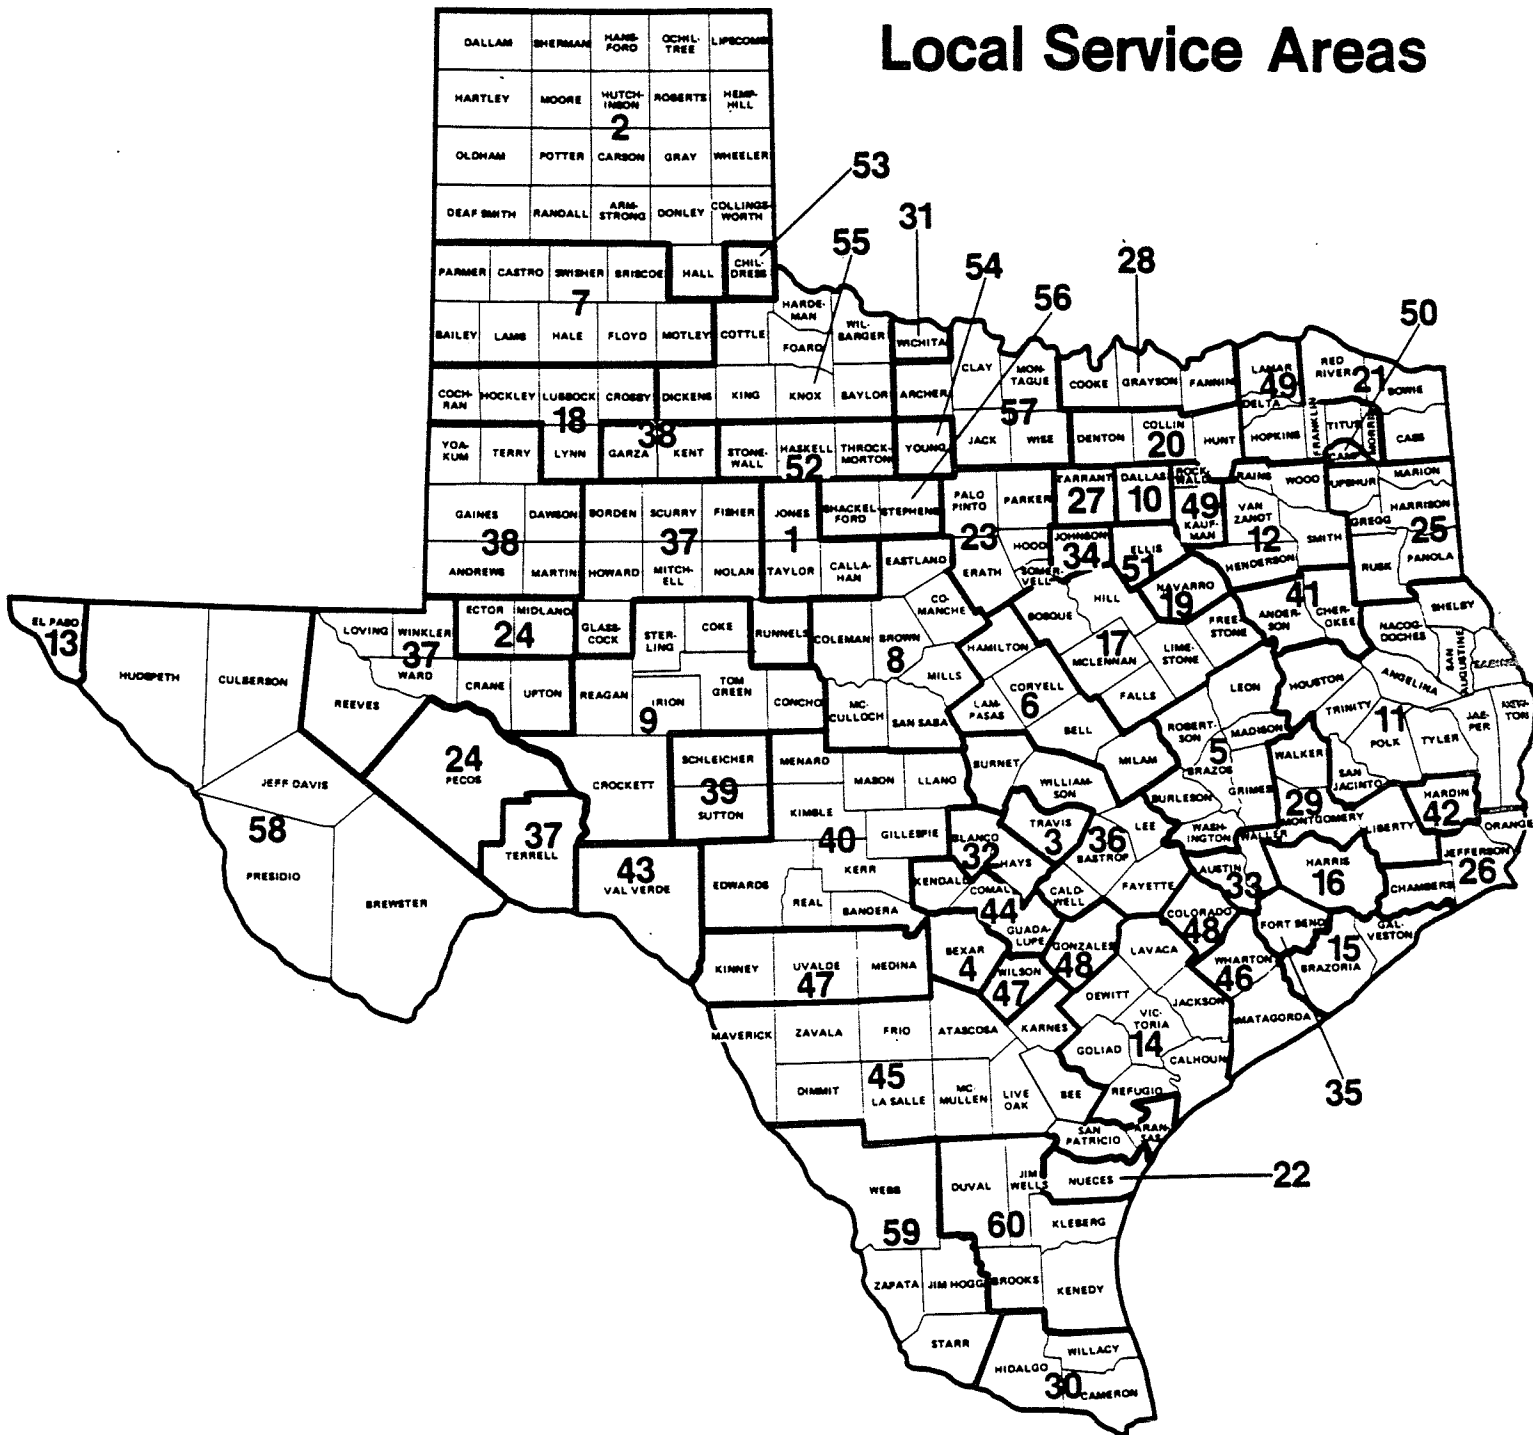 Local Service Areas
DALLAM SHERMAN HANS- OCHIL- LIPSCOMB
FORD TREE
HARTLEY MOORE HUTCH- ROBERTS HEMP-
INSON HILL
2
OLDHAM POTTER CARSON GRAY WHEELER
53
DEAF SMITH RANDALL ARM- DONLEY COLLINGS-
STRONG WORTH
31
55
PARMER CASTRO SWISHER BRISCOE HALL CHIL-
DRESS
54
28
7
56
50
HARDE-
MAN
BAILEY LAMB HALE FLOYD MOTLEY COTTLE
FOARD
WIL-
BARGER
WICHITA
CLAY
MON-
TAGUE
COOKE GRAYSON FANNIN
LAMAR
49
DELTA
RED
RIVER
21
BOWIE
COCH-
RAN
HOCKLEY LUBBOCK CROSBY DICKENS KING KNOX BAYLOR ARCHER
18
38
57
YOA-
KUM
TERRY LYNN GARZA KENT
STONE-
WALL
HASKELL
52
THROCK-
MORTON
YOUNG
JACK WISE
DENTON
COLLIN
20
HUNT
HOPKINS
FRANKLIN
TITUS
MORRIS
CAMP
CASS
GAINES DAWSON BORDEN SCURRY FISHER JONES
SHACKEL-
FORD
STEPHENS
PALO
PINTO
PARKER
TARRANT
27
DALLAS
10
ROCK-
WALL
49
KAUF-
MAN
RAINS
VAN
ZANDT
WOOD
UPSHUR
MARION
HARRISON
GREGG
25
38
37
1
23
ANDREWS MARTIN HOWARD
MITCH-
ELL
NOLAN TAYLOR
CALLA-
HAN
EASTLAND
ERATH
HOOD
SOMER-
VELL
JOHNSON
34
ELLIS
51
12
HENDERSON
SMITH
RUSK
PANOLA
NAVARRO
19
41
ANDER-
SON
CHER-
OKEE
SHELBY
NACOG-
DOCHES
SAN
AUGUSTINE
EL PASO
13
HUDSPETH
CULBERSON
LOVING WINKLER
37
WARD
ECTOR MIDLAND
24
GLASS-
COCK
STER-
LING
COKE
RUNNELS COLEMAN BROWN
8
CO-
MANCHE
HAMILTON
BOSQUE
HILL
17
MCLENNAN
LIME-
STONE
FREE-
STONE
REEVES
CRANE UPTON REAGAN
IRION
9
TOM
GREEN
CONCHO
MC-
CULLOCH
MILLS
SAN SABA
LAM-
PASAS
CORYELL
6
BELL
FALLS
MILAM
ROBERT-
SON
LEON
MADISON
5
BRAZOS
HOUSTON
TRINITY
ANGELINA
11
POLK
TYLER
JAS-
PER
NEW-
TON
24
PECOS
JEFF DAVIS
CROCKETT
SCHLEICHER
39
SUTTON
MENARD
MASON LLANO
BURNET
WILLIAM-
SON
BURLESON
GRIMES
WALKER
29
MONTGOMERY
SAN
JACINTO
LIBERTY
HARDIN
42
ORANGE
58
PRESIDIO
BREWSTER
37
TERRELL
43
VAL VERDE
EDWARDS
KIMBLE
40
GILLESPIE
KERR
REAL
BANDERA
BLANCO
32
KENDALL
TRAVIS
3
HAYS
COMAL
44
CALD-
WELL
36
BASTROP
LEE
FAYETTE
WASH-
INGTON
WALLER
AUSTIN
33
HARRIS
16
CHAMBERS
JEFFERSON
26
KINNEY UVALDE MEDINA
47
BEXAR
4
GUADA-
LUPE
WILSON
47
GONZALES
48
LAVACA
COLORADO
48
WHARTON
46
FORT BEND
15
BRAZORIA
GAL-
VESTON
MAVERICK ZAVALA FRIO ATASCOSA KARNES
DEWITT
VIC-
TORIA
14
JACKSON
MATAGORDA
GOLIAD
CALHOUN
35
DIMMIT
45
LA SALLE
MC
MULLEN
LIVE
OAK
BEE
REFUGIO
SAN
PATRICIO
ARAN-
SAS
WEBB
59
DUVAL
JIM
WELLS
60
NUECES
22
KLEBERG
ZAPATA JIM HOGG BROOKS KENEDY
STARR
HIDALGO
WILLACY
30
CAMERON